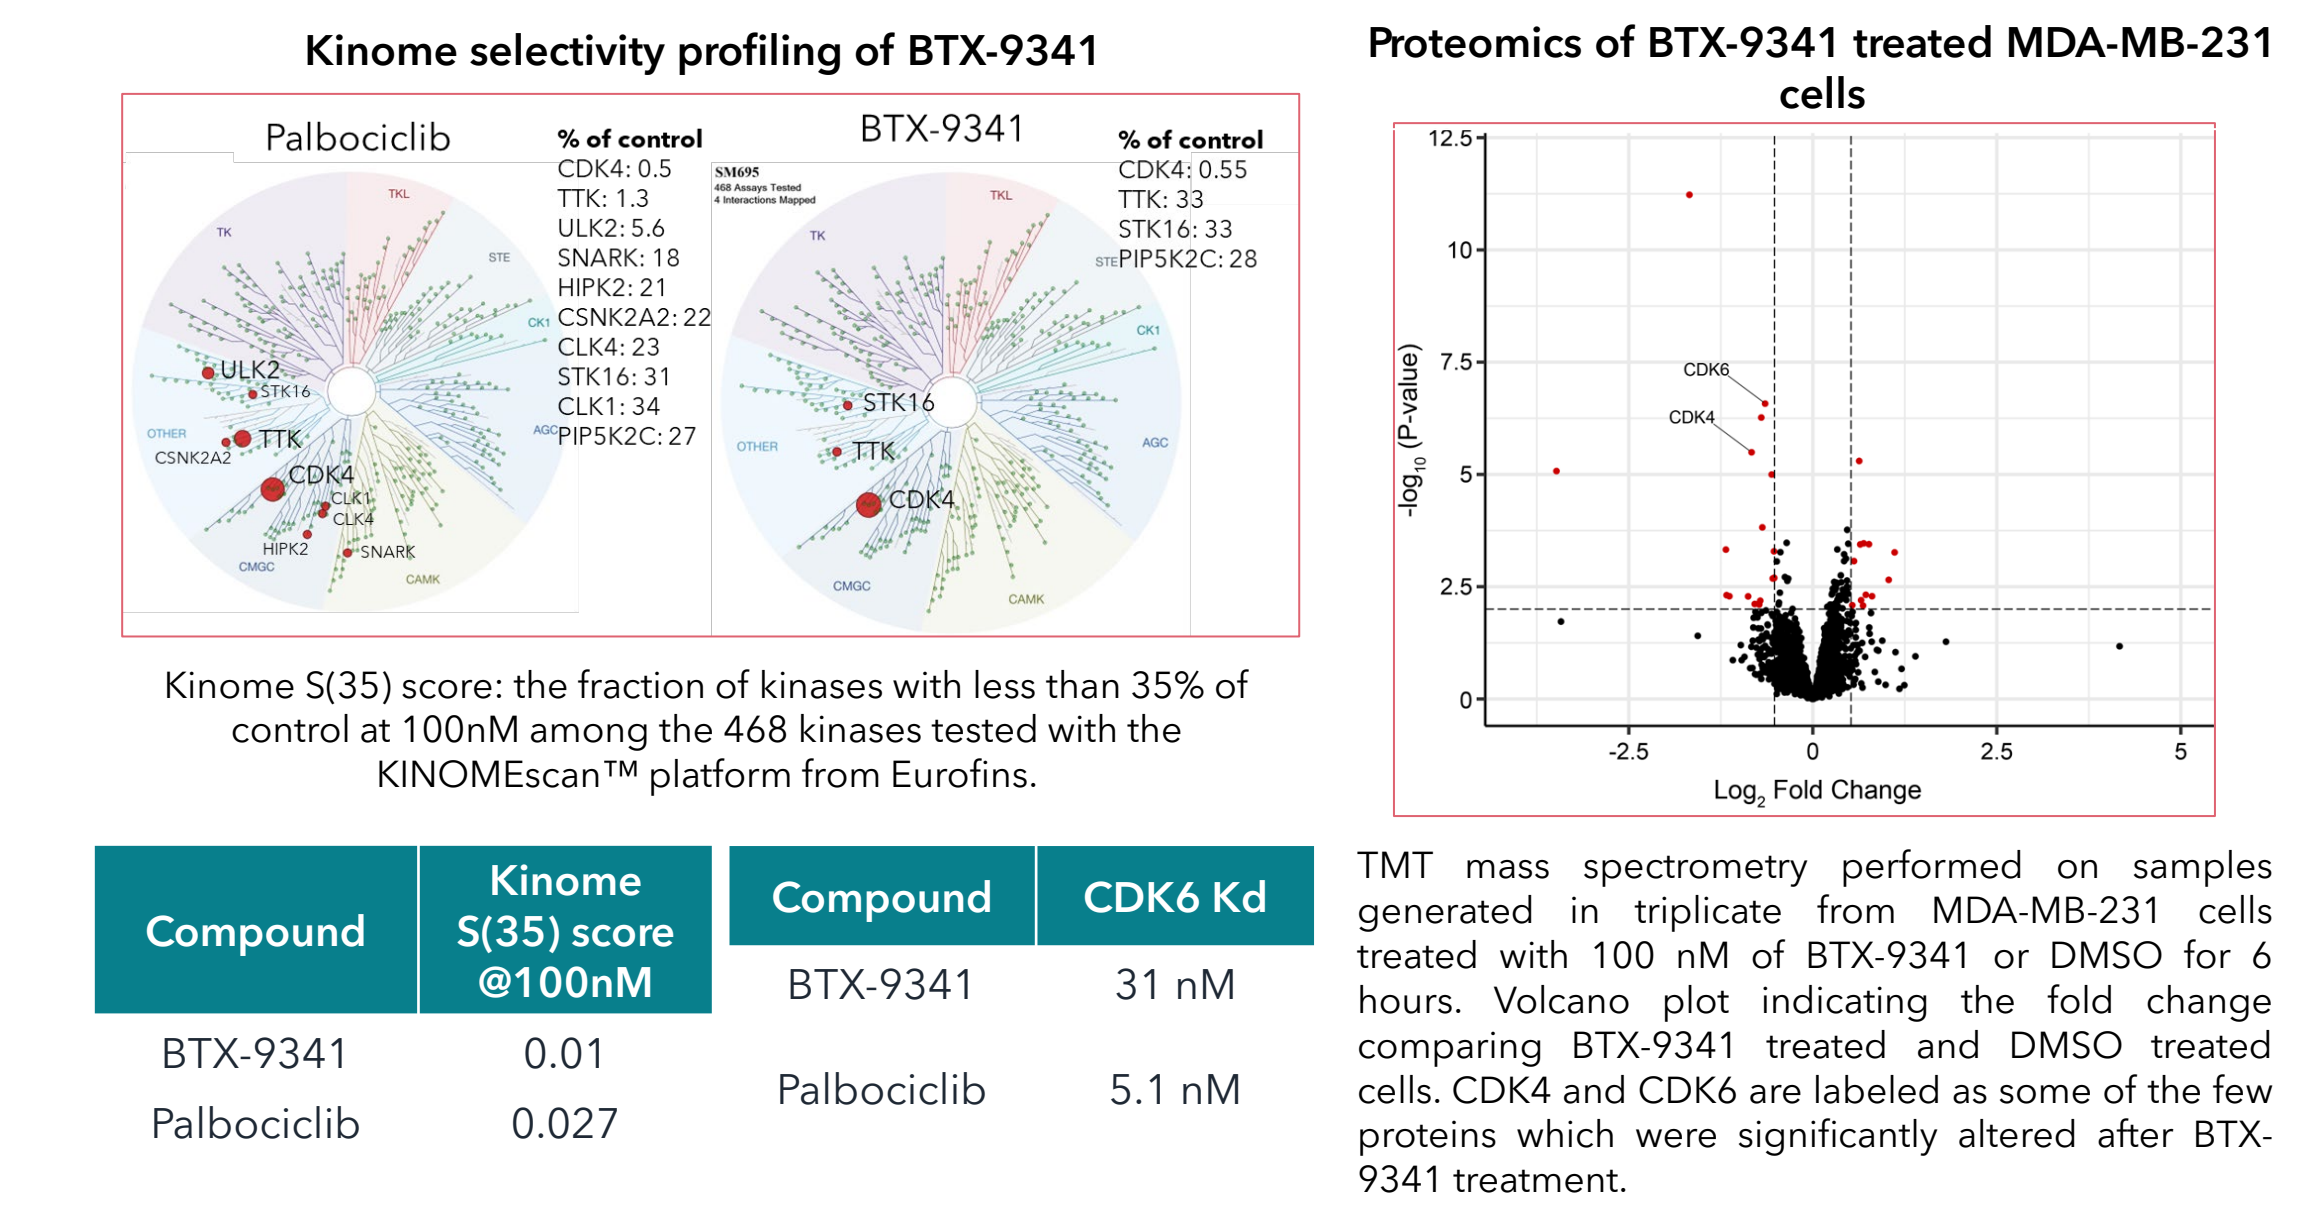 Kinome selectivity profiling of BTX-9341
Palbociclib
% of control
CDK4: 0.5
TTK: 1.3
ULK2: 5.6
SNARK: 18
HIPK2: 21
CSNK2A2: 22
CLK4: 23
STK16: 31
CLK1: 34
PIP5K2C: 27
TKL
TK
STE
CK1
AGC
ULK2
STK16
OTHER
TTK
CSNK2A2
CDK4
CLK1
CLK4
HIPK2
SNARK
CMGC
CAMK
BTX-9341
SM695
468 Assays Tested
4 Interactions Mapped
% of control
CDK4: 0.55
TTK: 33
STK16: 33
PIP5K2C: 28
TKL
TK
STE
CK1
AGC
STK16
OTHER
TTK
CDK4
CMGC
CAMK
Kinome S(35) score: the fraction of kinases with less than 35% of
control at 100nM among the 468 kinases tested with the
KINOMEscan™ platform from Eurofins.
Compound
Kinome
S(35) score
@100nM
BTX-9341 0.01
Palbociclib 0.027
Compound CDK6 Kd
BTX-9341 31 nM
Palbociclib 5.1 nM
Proteomics of BTX-9341 treated MDA-MB-231
cells
12.5
10
7.5
5
2.5
0
-log10 (P-value)
CDK6
CDK4
-2.5 0 2.5 5
Log2 Fold Change
TMT mass spectrometry performed on samples
generated in triplicate from MDA-MB-231 cells
treated with 100 nM of BTX-9341 or DMSO for 6
hours. Volcano plot indicating the fold change
comparing BTX-9341 treated and DMSO treated
cells. CDK4 and CDK6 are labeled as some of the few
proteins which were significantly altered after BTX-
9341 treatment.